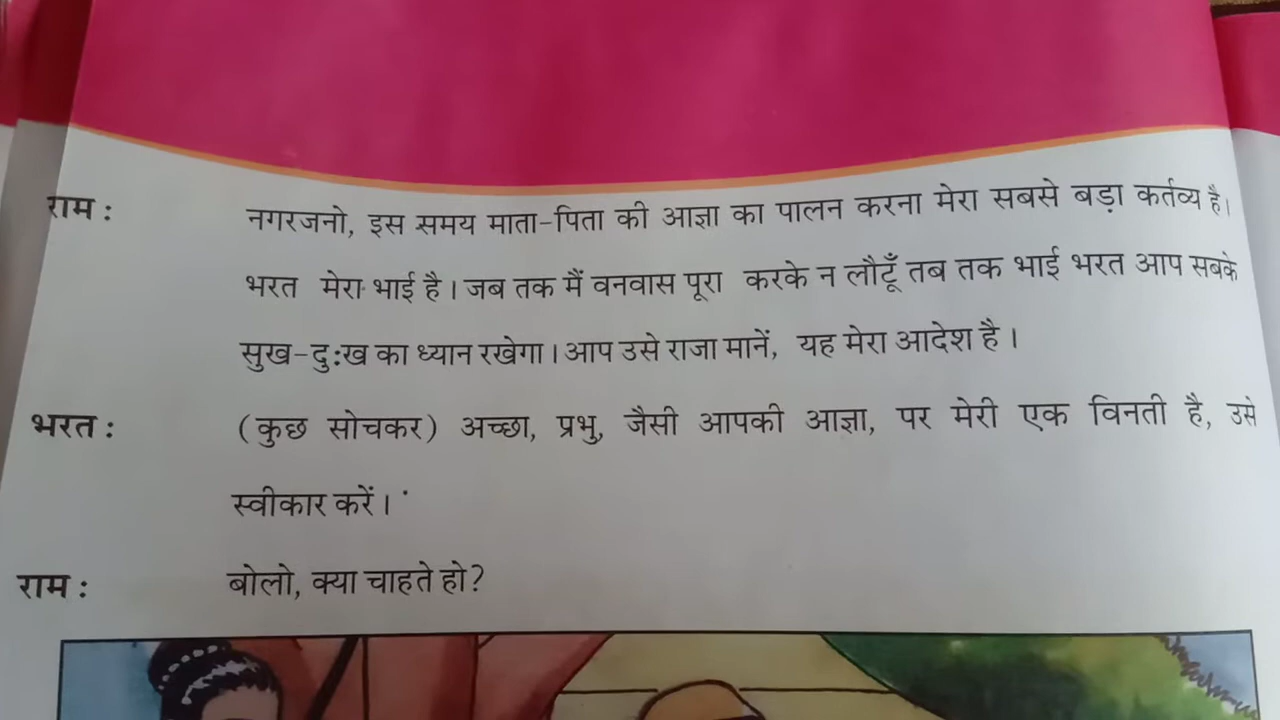 राम : नगरजनो, इस समय माता-पिता की आज्ञा का पालन करना मेरा सबसे बड़ा कर्तव्य है।
भरत मेरा भाई है। जब तक मैं वनवास पूरा करके न लौटूँ तब तक भाई भरत आप सबके
सुख-दुःख का ध्यान रखेगा। आप उसे राजा मानें, यह मेरा आदेश है।
भरत : (कुछ सोचकर) अच्छा, प्रभु, जैसी आपकी आज्ञा, पर मेरी एक विनती है, उसे
स्वीकार करें।
राम : बोलो, क्या चाहते हो?